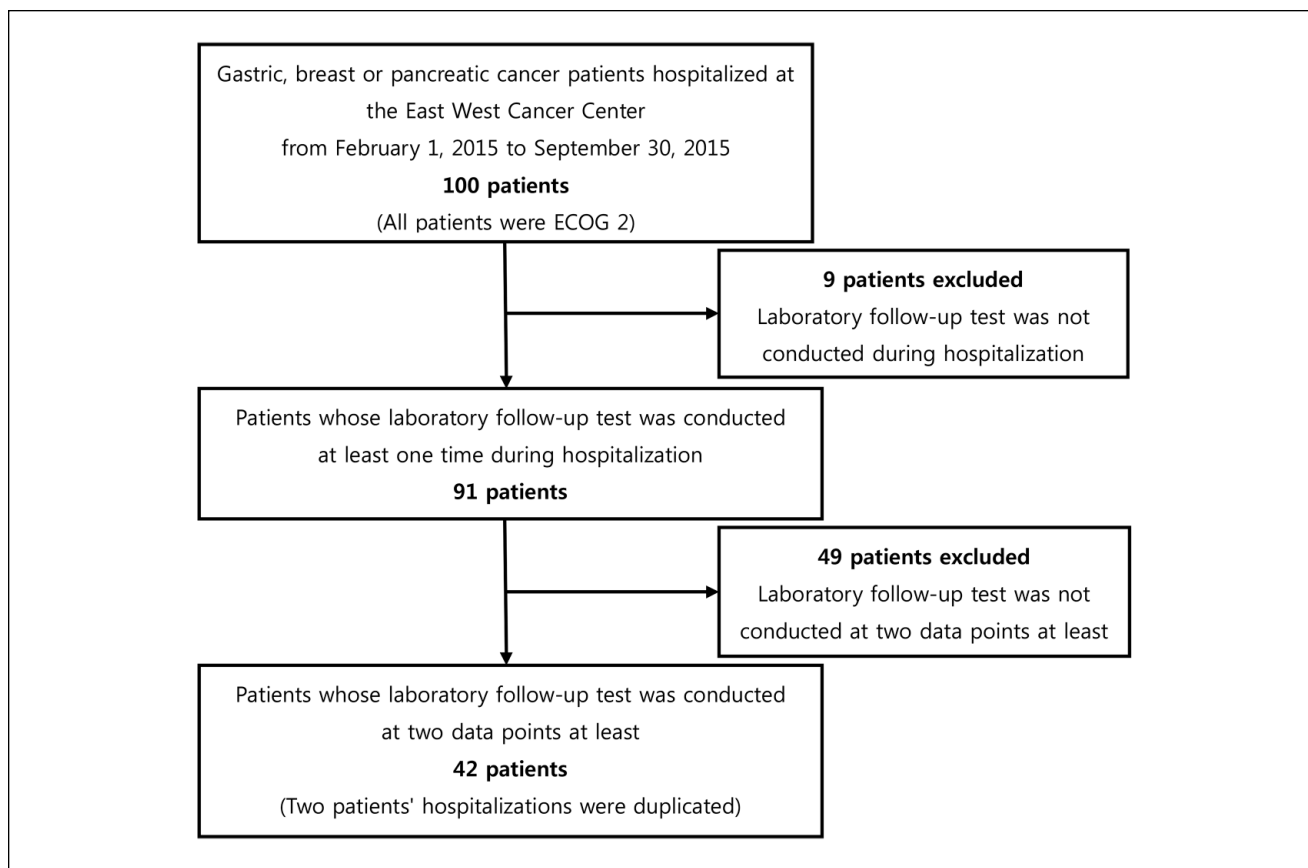 Gastric, breast or pancreatic cancer patients hospitalized at
the East West Cancer Center
from February 1, 2015 to September 30, 2015
100 patients
(All patients were ECOG 2)
9 patients excluded
Laboratory follow-up test was not
conducted during hospitalization
Patients whose laboratory follow-up test was conducted
at least one time during hospitalization
91 patients
49 patients excluded
Laboratory follow-up test was not
conducted at two data points at least
Patients whose laboratory follow-up test was conducted
at two data points at least
42 patients
(Two patients' hospitalizations were duplicated)